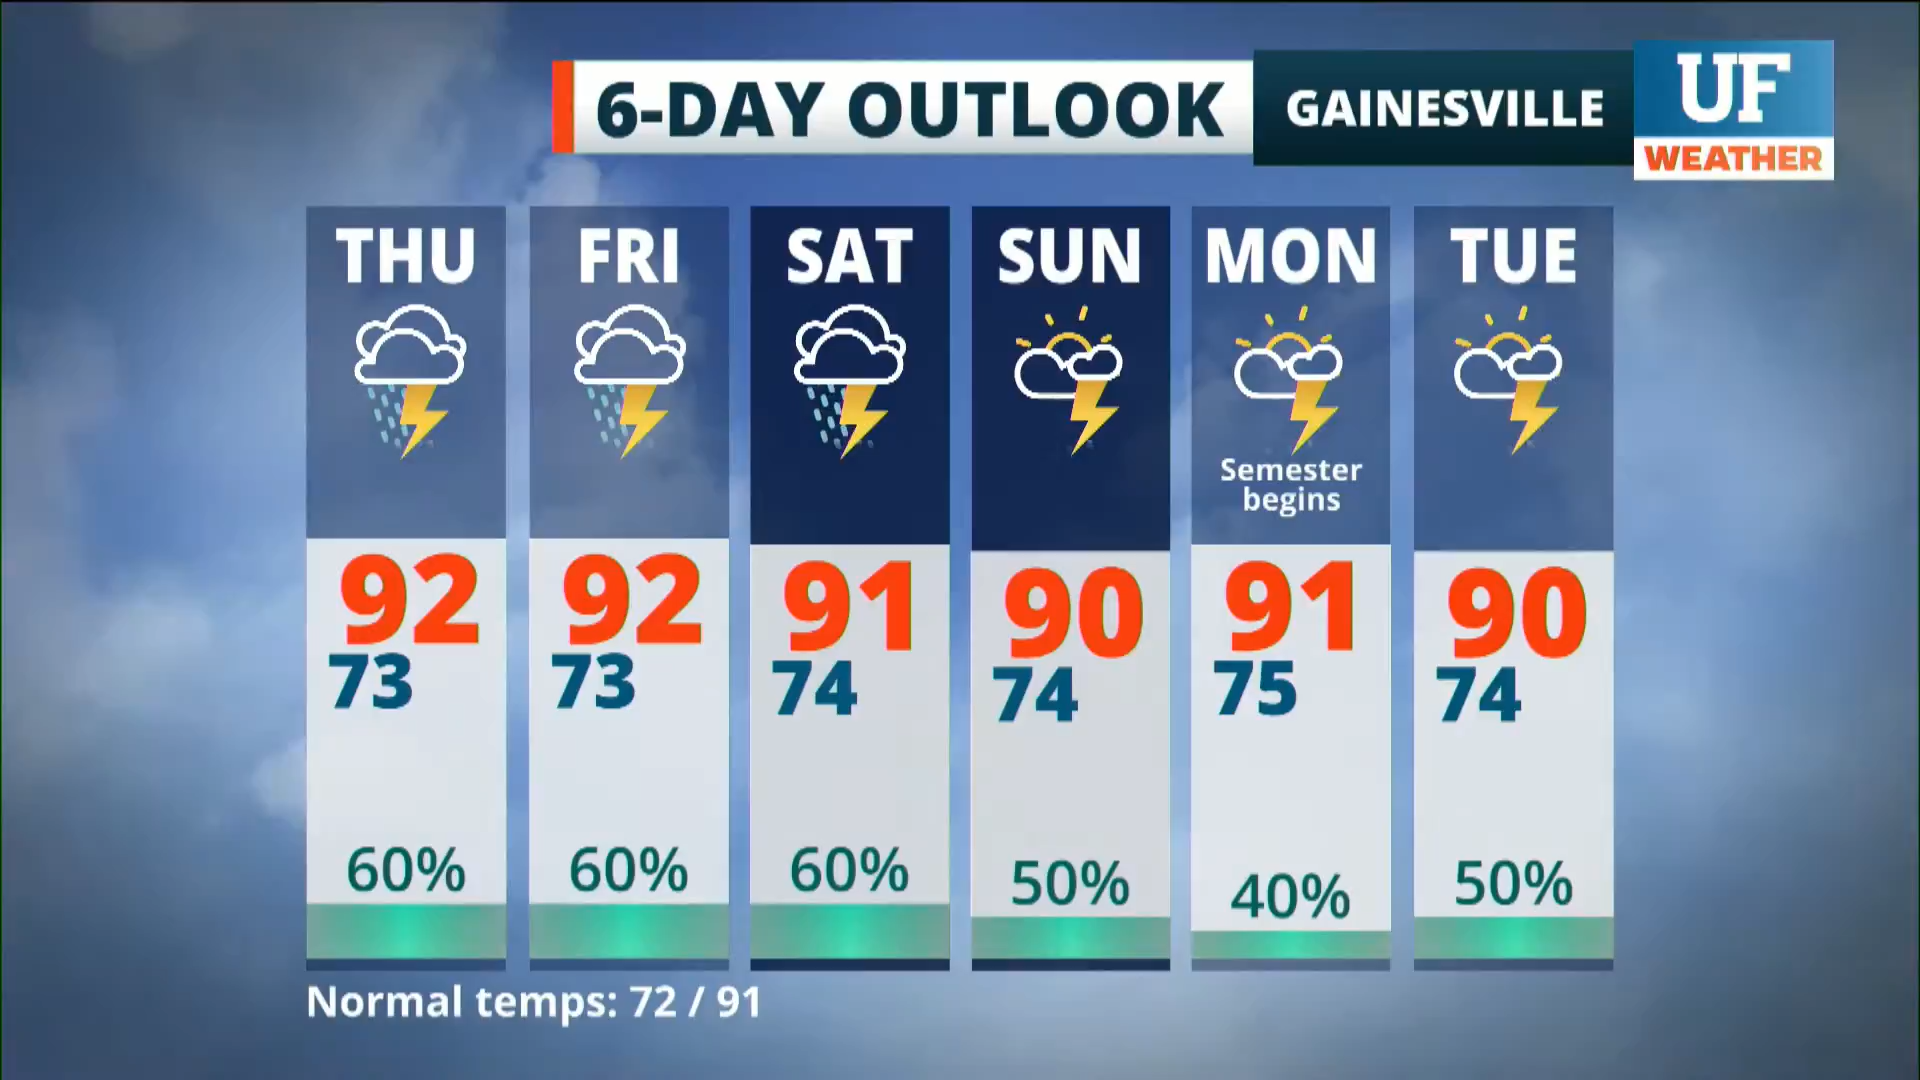 6-DAY OUTLOOK
GAINESVILLE
UF
WEATHER
THU
FRI
SAT
SUN
MON
TUE
Semester
begins
92
92
91
90
91
90
73
73
74
74
75
74
60%
60%
60%
50%
40%
50%
Normal temps: 72 / 91